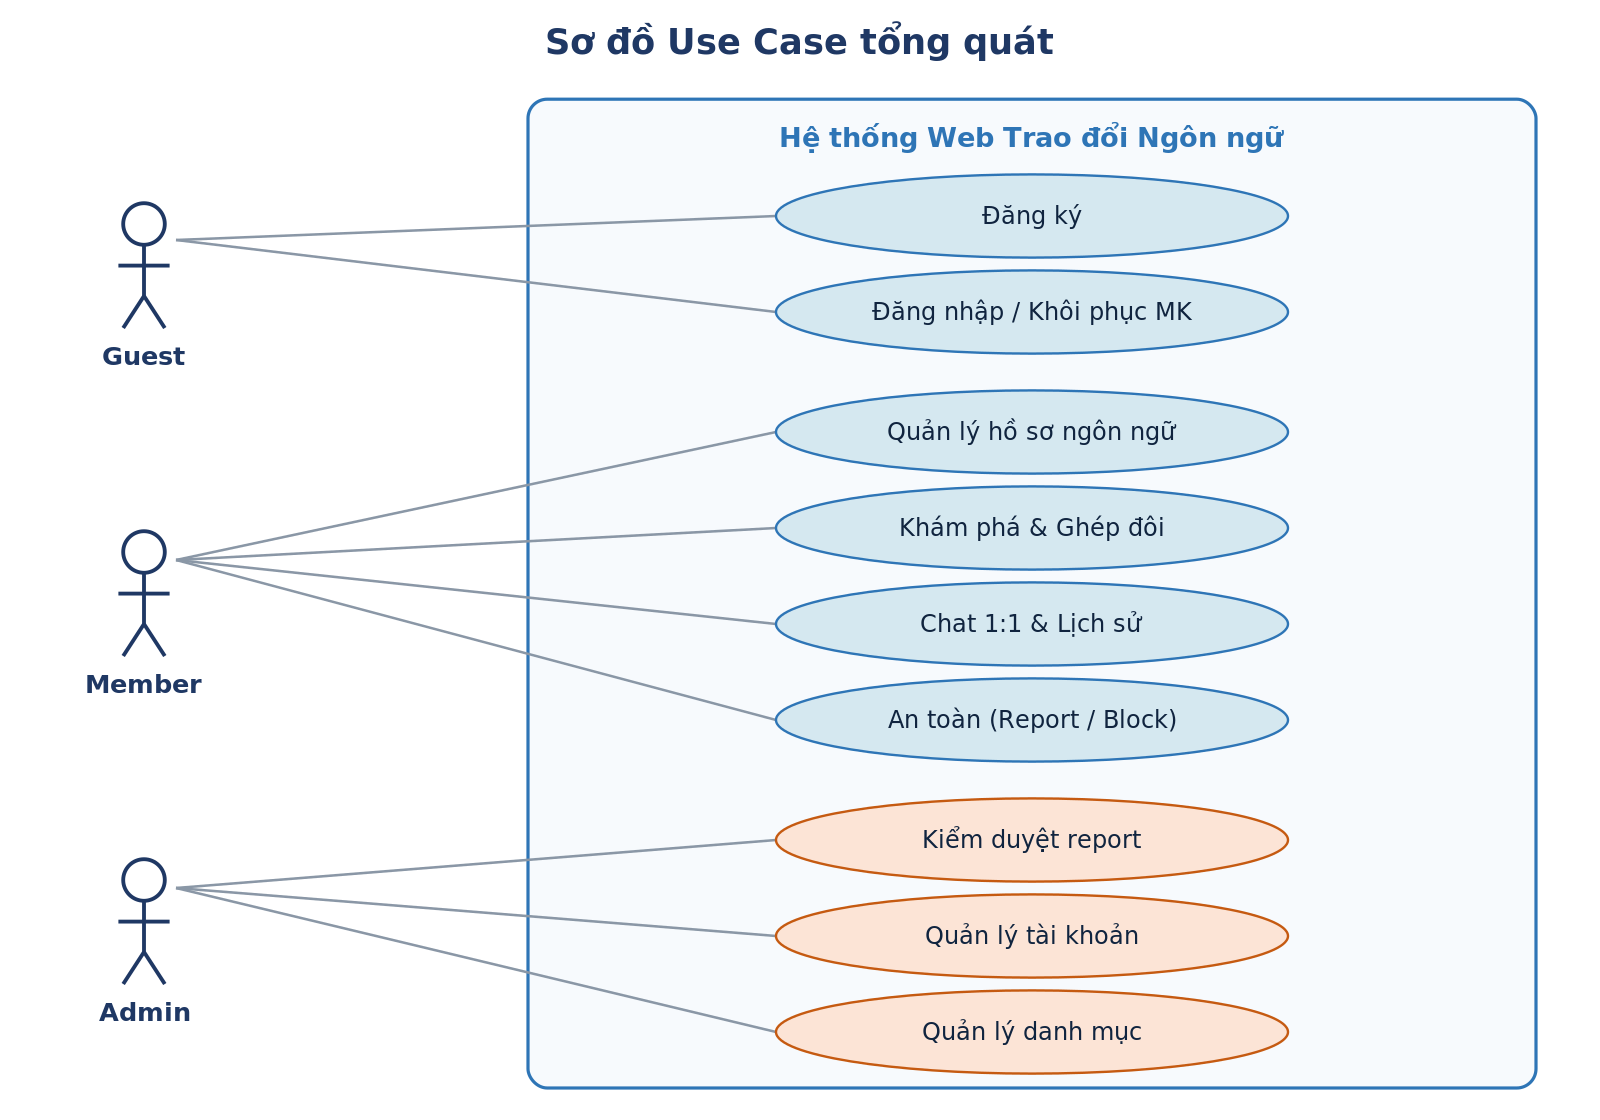 Sơ đồ Use Case tổng quát
Hệ thống Web Trao đổi Ngôn ngữ
Đăng ký
Đăng nhập / Khôi phục MK
Guest
Quản lý hồ sơ ngôn ngữ
Khám phá & Ghép đôi
Chat 1:1 & Lịch sử
An toàn (Report / Block)
Member
Kiểm duyệt report
Quản lý tài khoản
Quản lý danh mục
Admin